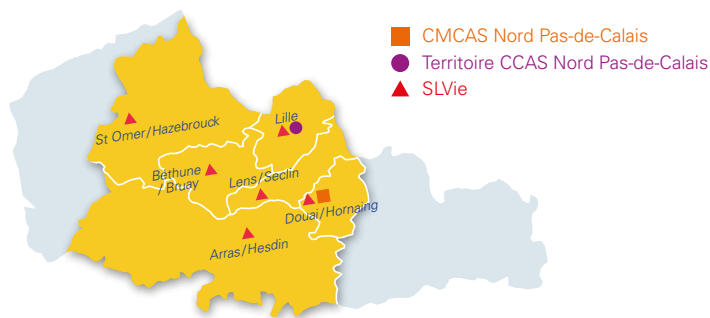 CMCAS Nord Pas-de-Calais
Territoire CCAS Nord Pas-de-Calais
SLVie
St Omer/Hazebrouck
Lille
Béthune
/ Bruay
Lens/Seclin
Douai/Hornaing
Arras/Hesdin